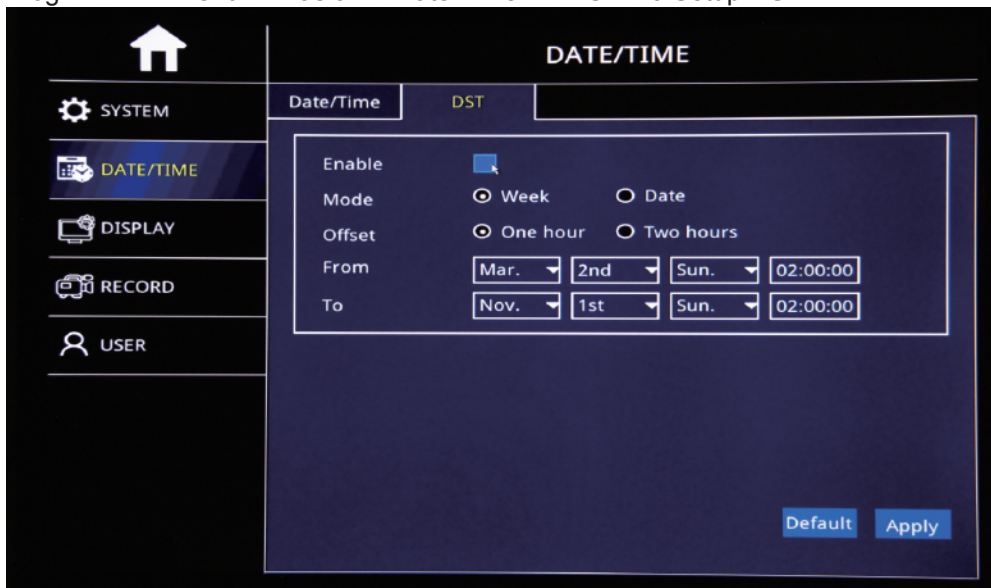 DATE/TIME
SYSTEM
DATE/TIME
DISPLAY
RECORD
USER
Date/Time DST
Enable
Mode Week Date
Offset One hour Two hours
From Mar. 2nd Sun. 02:00:00
To Nov. 1st Sun. 02:00:00
Default Apply